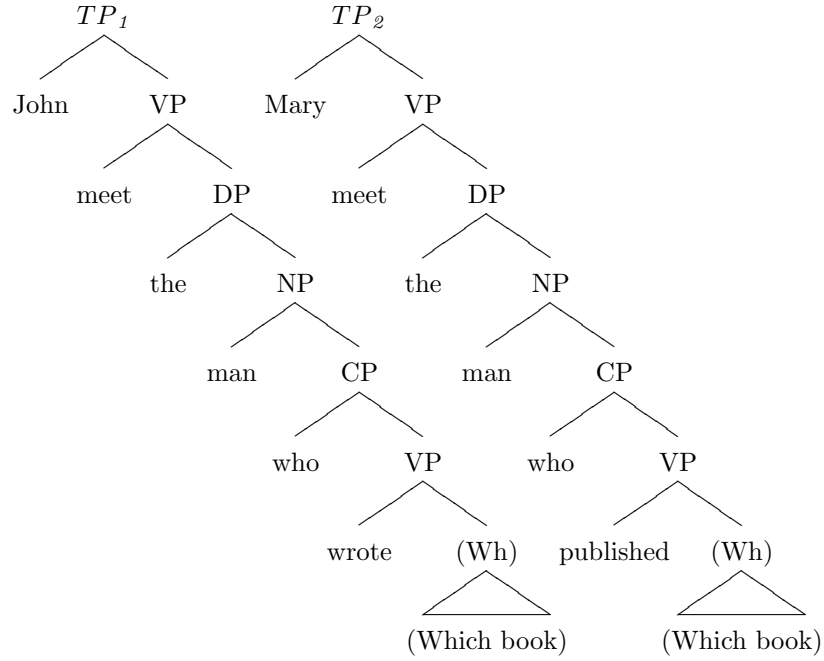 TP1 TP2
John VP Mary VP
meet DP meet DP
the NP the NP
man CP man CP
who VP who VP
wrote (Wh) published (Wh)
(Which book) (Which book)